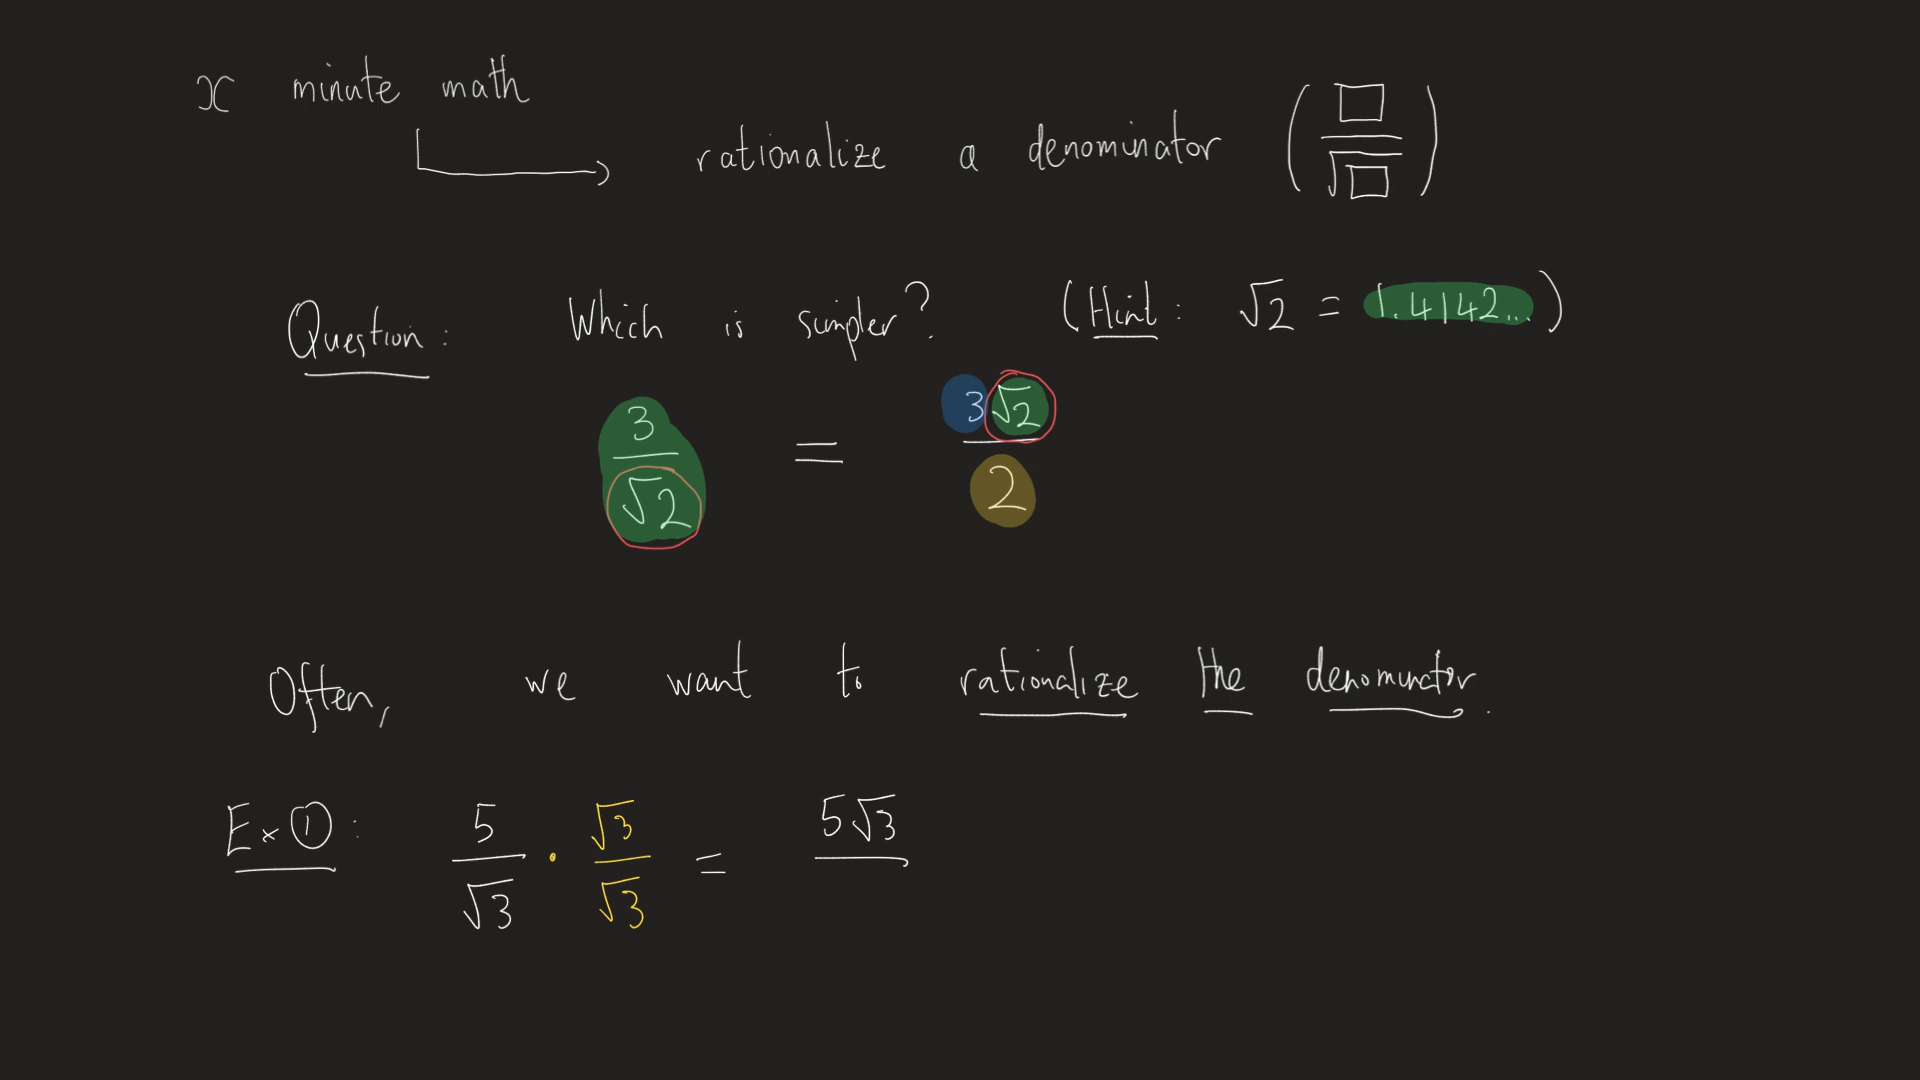 x minute math
rationalize a denominator (□/√□)
Question: Which is simpler? (Hint: √2 = 1.4142...)
3/√2 = 3√2/2
Often, we want to rationalize the denominator.
Ex ①: 5/√3 · √3/√3 = 5√3